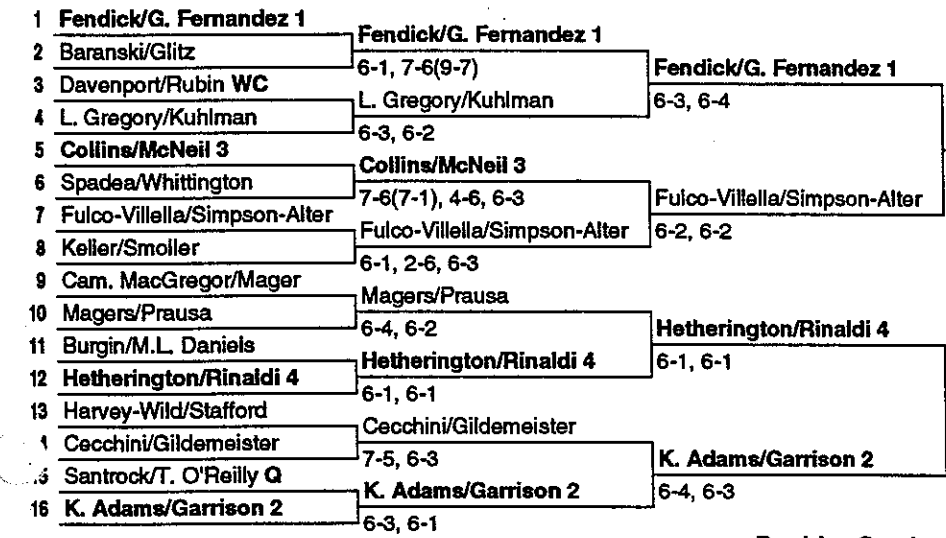 1 Fendick/G. Fernandez 1
2 Baranski/Glitz
3 Davenport/Rubin WC
4 L. Gregory/Kuhlman
5 Collins/McNeil 3
6 Spadea/Whittington
7 Fulco-Villella/Simpson-Alter
8 Keller/Smoller
9 Cam. MacGregor/Mager
10 Magers/Prausa
11 Burgin/M.L. Daniels
12 Hetherington/Rinaldi 4
13 Harvey-Wild/Stafford
Cecchini/Gildemeister
Santrock/T. O'Reilly Q
16 K. Adams/Garrison 2
Fendick/G. Fernandez 1
6-1, 7-6(9-7)
L. Gregory/Kuhlman
6-3, 6-2
Collins/McNeil 3
7-6(7-1), 4-6, 6-3
Fulco-Villella/Simpson-Alter
6-1, 2-6, 6-3
Magers/Prausa
6-4, 6-2
Hetherington/Rinaldi 4
6-1, 6-1
Cecchini/Gildemeister
7-5, 6-3
K. Adams/Garrison 2
6-3, 6-1
Fendick/G. Fernandez 1
6-3, 6-4
Fulco-Villella/Simpson-Alter
6-2, 6-2
Hetherington/Rinaldi 4
6-1, 6-1
K. Adams/Garrison 2
6-4, 6-3